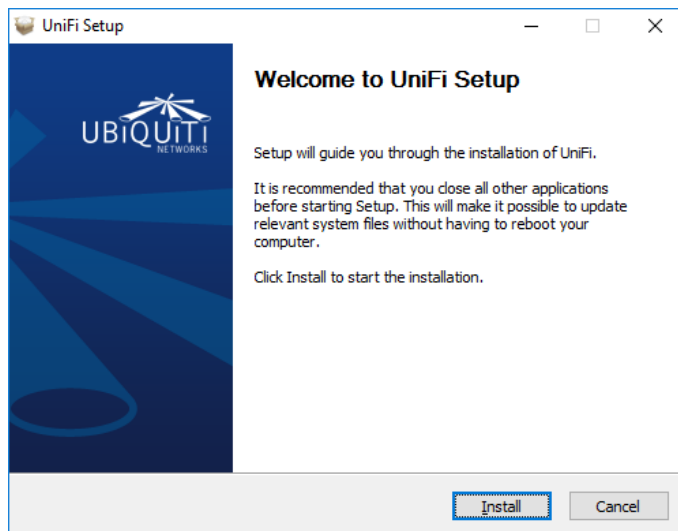 UniFi Setup
Welcome to UniFi Setup
UBiQUiTi
NETWORKS
Setup will guide you through the installation of UniFi.
It is recommended that you close all other applications
before starting Setup. This will make it possible to update
relevant system files without having to reboot your
computer.
Click Install to start the installation.
Install
Cancel